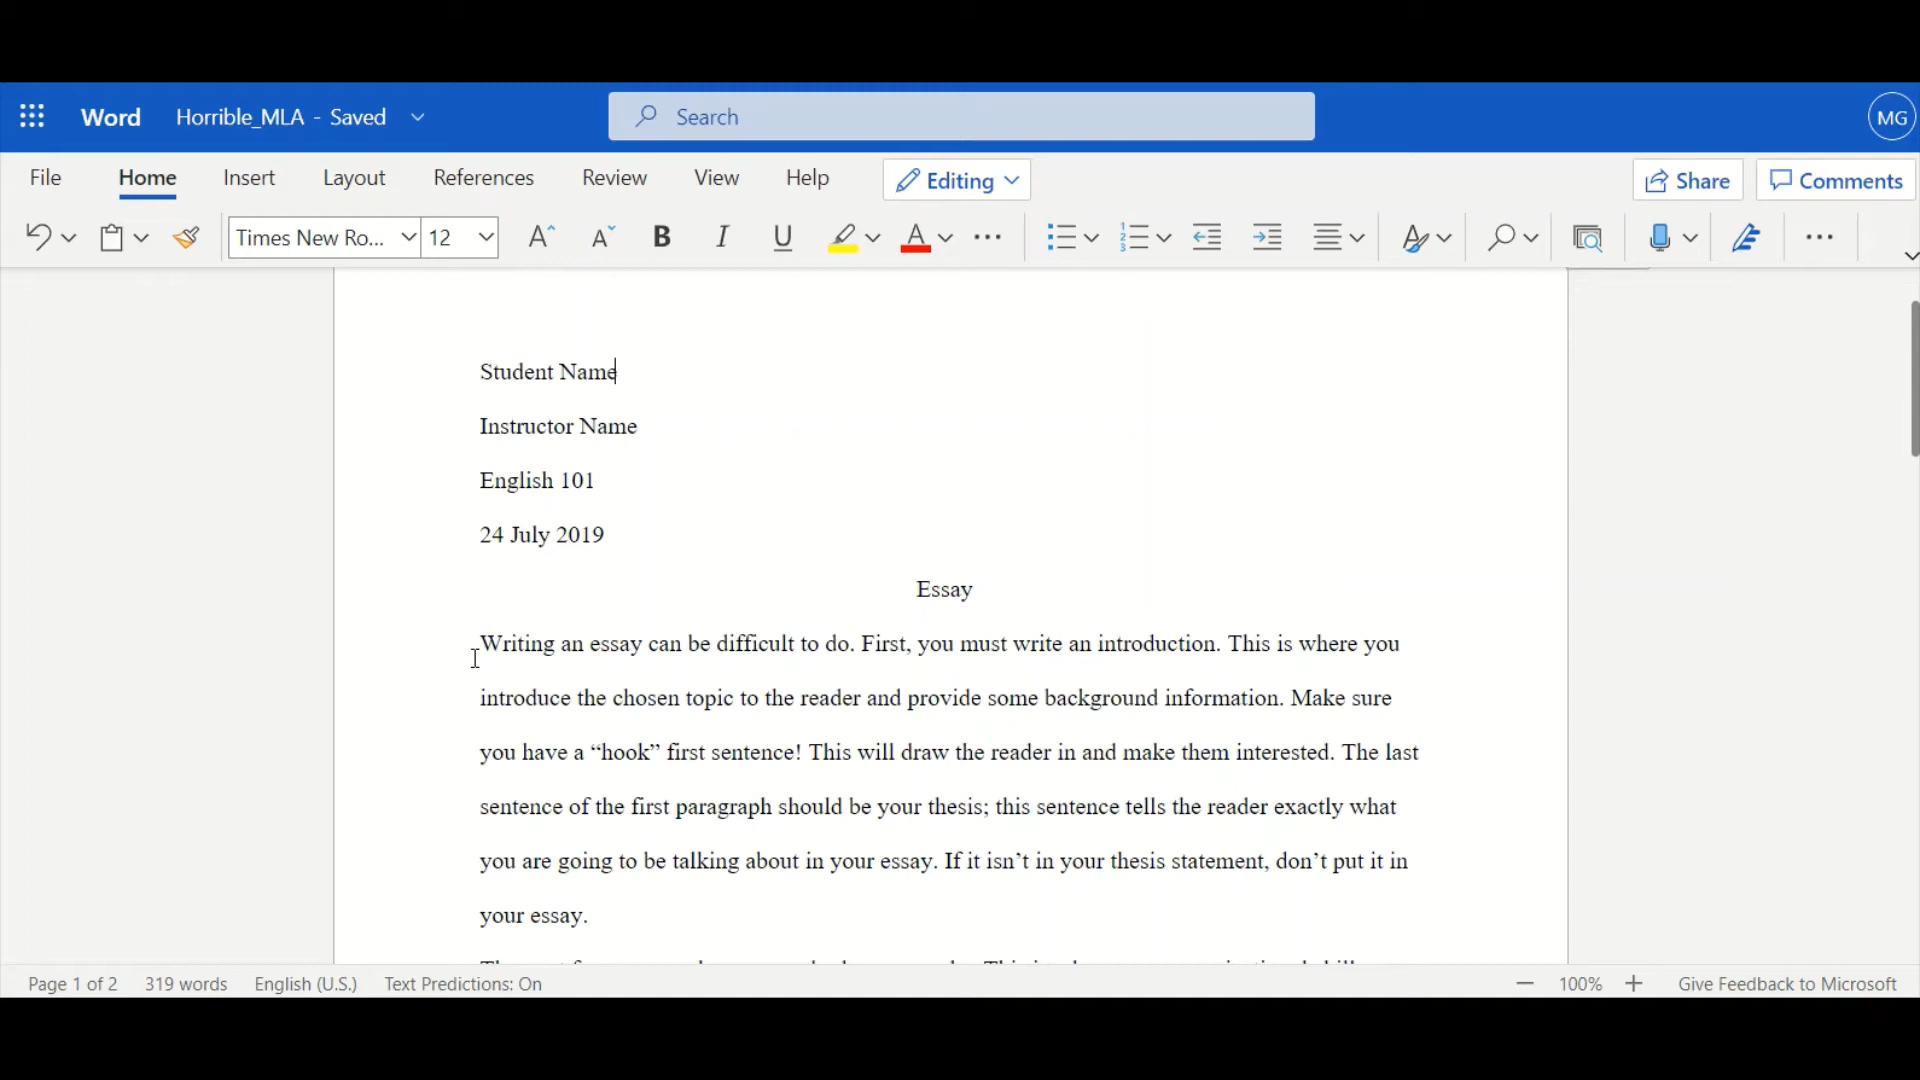 Word Horrible_MLA - Saved Search MG
File Home Insert Layout References Review View Help Editing Share Comments
Times New Ro... 12
Student Name
Instructor Name
English 101
24 July 2019
Essay
Writing an essay can be difficult to do. First, you must write an introduction. This is where you
introduce the chosen topic to the reader and provide some background information. Make sure
you have a “hook” first sentence! This will draw the reader in and make them interested. The last
sentence of the first paragraph should be your thesis; this sentence tells the reader exactly what
you are going to be talking about in your essay. If it isn’t in your thesis statement, don’t put it in
your essay.
Page 1 of 2 319 words English (U.S.) Text Predictions: On 100% Give Feedback to Microsoft